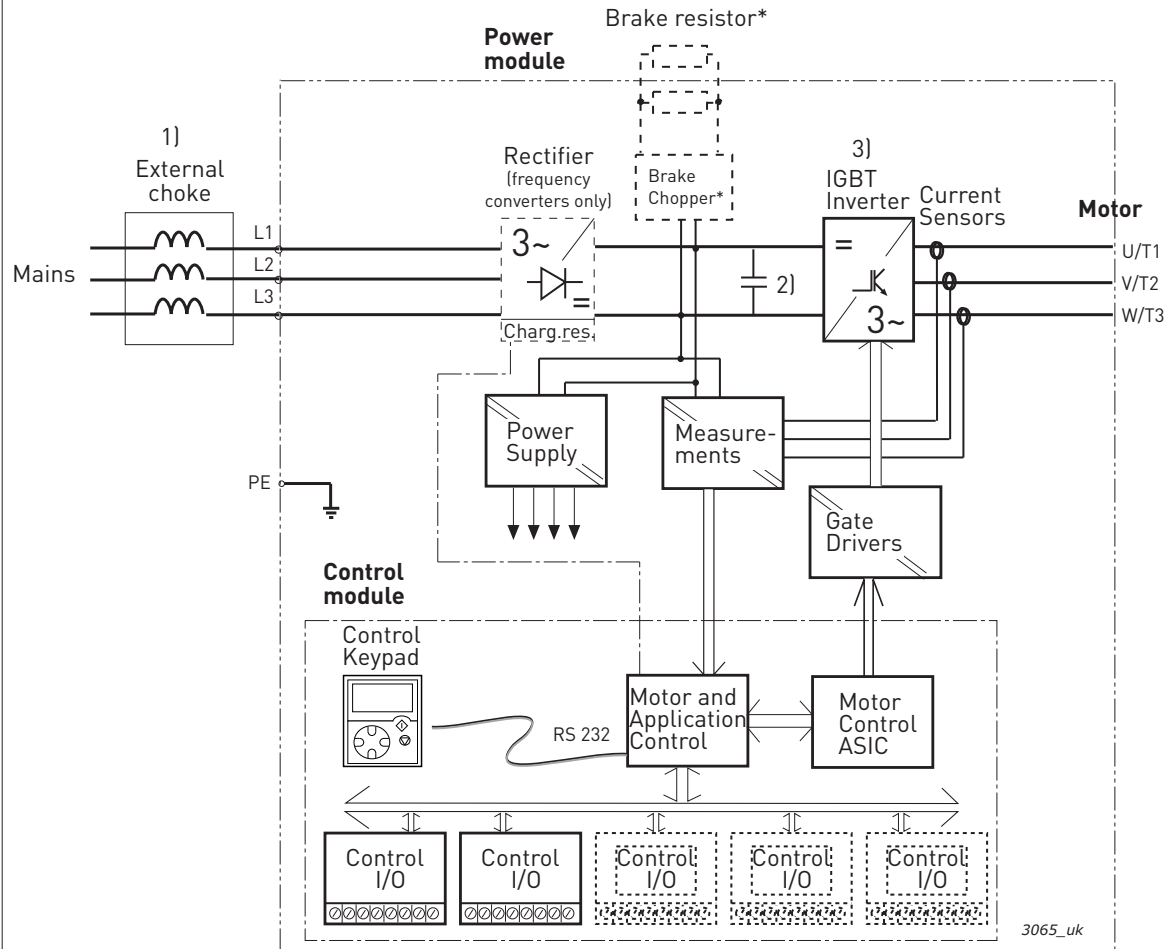 Brake resistor*
Power
module
1)
External
choke
Rectifier
(frequency
converters only)
Brake
Chopper*
3)
IGBT
Inverter
Current
Sensors
Motor
Mains
L1
L2
L3
3~
=
Charg.res.
2)
=
3~
U/T1
V/T2
W/T3
Power
Supply
Measure-
ments
PE
Gate
Drivers
Control
module
Control
Keypad
RS 232
Motor and
Application
Control
Motor
Control
ASIC
Control
I/O
Control
I/O
Control
I/O
Control
I/O
Control
I/O
3065_uk